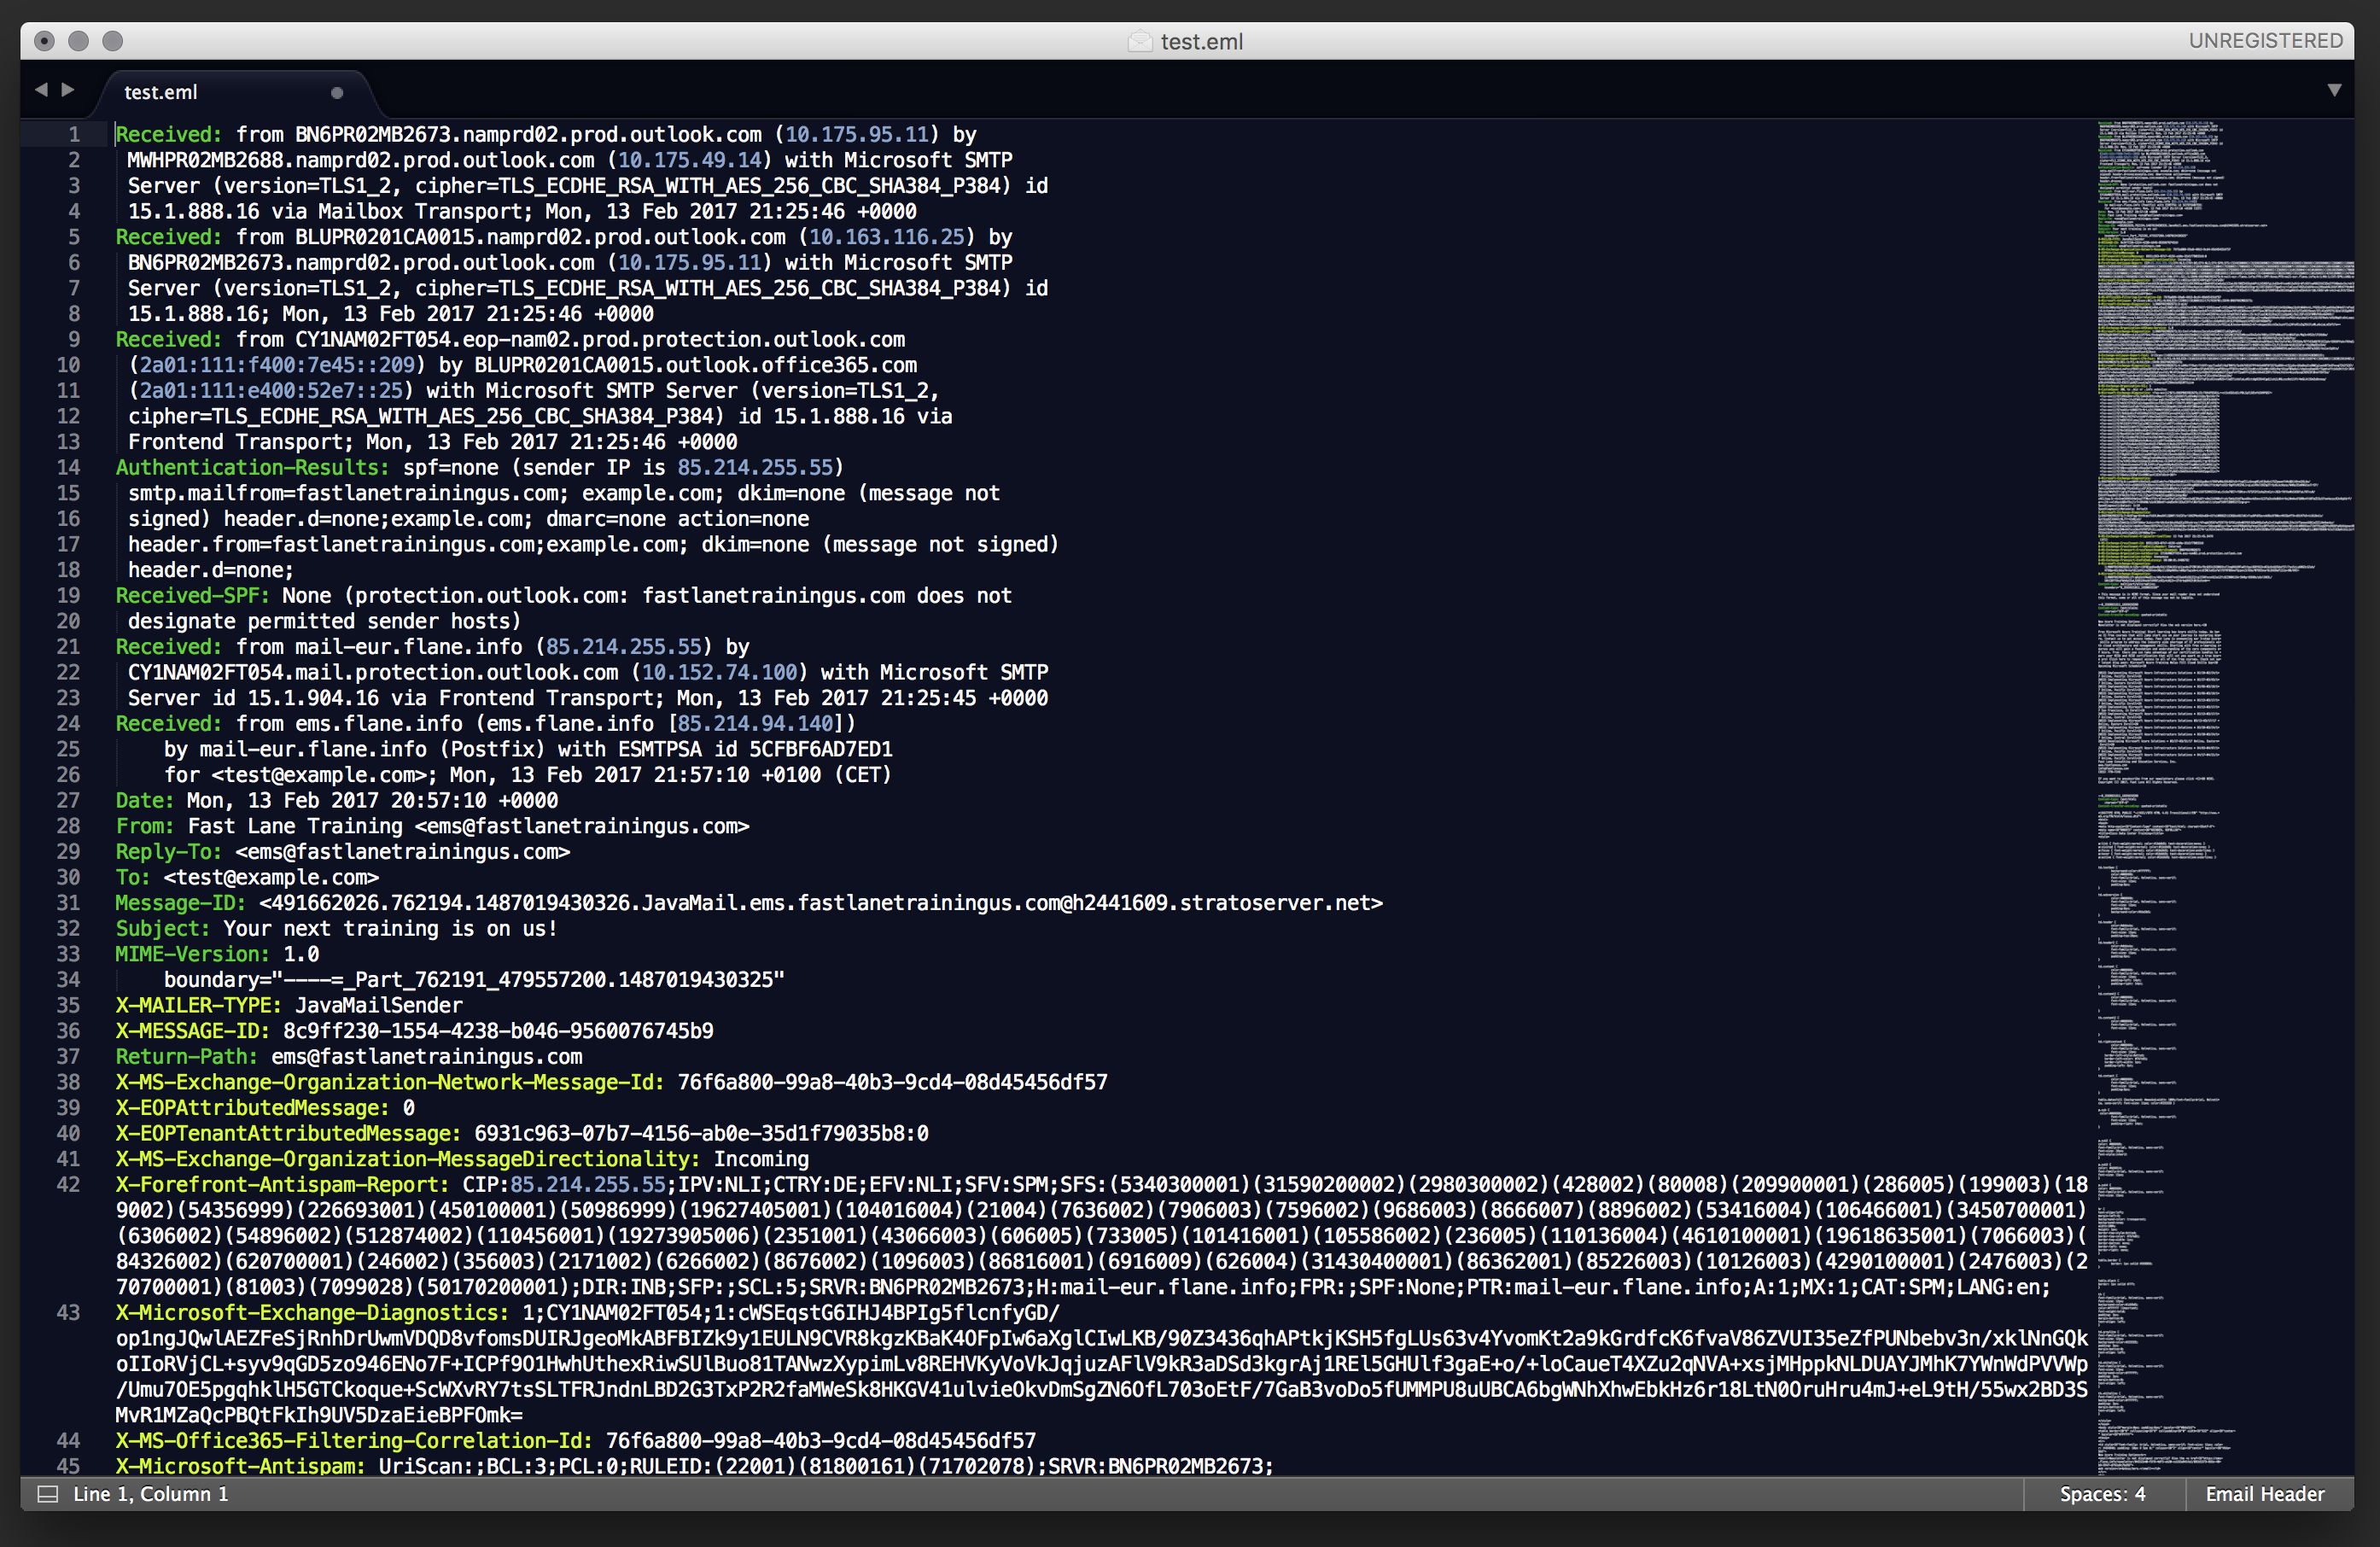 test.eml
UNREGISTERED
test.eml
1 Received: from BN6PR02MB2673.namprd02.prod.outlook.com (10.175.95.11) by
2 MWHPR02MB2688.namprd02.prod.outlook.com (10.175.49.14) with Microsoft SMTP
3 Server (version=TLS1_2, cipher=TLS_ECDHE_RSA_WITH_AES_256_CBC_SHA384_P384) id
4 15.1.888.16 via Mailbox Transport; Mon, 13 Feb 2017 21:25:46 +0000
5 Received: from BLUPR0201CA0015.namprd02.prod.outlook.com (10.163.116.25) by
6 BN6PR02MB2673.namprd02.prod.outlook.com (10.175.95.11) with Microsoft SMTP
7 Server (version=TLS1_2, cipher=TLS_ECDHE_RSA_WITH_AES_256_CBC_SHA384_P384) id
8 15.1.888.16; Mon, 13 Feb 2017 21:25:46 +0000
9 Received: from CY1NAM02FT054.eop-nam02.prod.protection.outlook.com
10 (2a01:111:f400:7e45::209) by BLUPR0201CA0015.outlook.office365.com
11 (2a01:111:e400:52e7::25) with Microsoft SMTP Server (version=TLS1_2,
12 cipher=TLS_ECDHE_RSA_WITH_AES_256_CBC_SHA384_P384) id 15.1.888.16 via
13 Frontend Transport; Mon, 13 Feb 2017 21:25:46 +0000
14 Authentication-Results: spf=none (sender IP is 85.214.255.55)
15 smtp.mailfrom=fastlanetrainingus.com; example.com; dkim=none (message not
16 signed) header.d=none;example.com; dmarc=none action=none
17 header.from=fastlanetrainingus.com;example.com; dkim=none (message not signed)
18 header.d=none;
19 Received-SPF: None (protection.outlook.com: fastlanetrainingus.com does not
20 designate permitted sender hosts)
21 Received: from mail-eur.flane.info (85.214.255.55) by
22 CY1NAM02FT054.mail.protection.outlook.com (10.152.74.100) with Microsoft SMTP
23 Server id 15.1.904.16 via Frontend Transport; Mon, 13 Feb 2017 21:25:45 +0000
24 Received: from ems.flane.info (ems.flane.info [85.214.94.140])
25 by mail-eur.flane.info (Postfix) with ESMTPSA id 5CFBF6AD7ED1
26 for <test@example.com>; Mon, 13 Feb 2017 21:57:10 +0100 (CET)
27 Date: Mon, 13 Feb 2017 20:57:10 +0000
28 From: Fast Lane Training <ems@fastlanetrainingus.com>
29 Reply-To: <ems@fastlanetrainingus.com>
30 To: <test@example.com>
31 Message-ID: <491662026.762194.1487019430326.JavaMail.ems.fastlanetrainingus.com@h2441609.stratoserver.net>
32 Subject: Your next training is on us!
33 MIME-Version: 1.0
34 boundary="----=_Part_762191_479557200.1487019430325"
35 X-MAILER-TYPE: JavaMailSender
36 X-MESSAGE-ID: 8c9ff230-1554-4238-b046-9560076745b9
37 Return-Path: ems@fastlanetrainingus.com
38 X-MS-Exchange-Organization-Network-Message-Id: 76f6a800-99a8-40b3-9cd4-08d45456df57
39 X-EOPAttributedMessage: 0
40 X-EOPTenantAttributedMessage: 6931c963-07b7-4156-ab0e-35d1f79035b8:0
41 X-MS-Exchange-Organization-MessageDirectionality: Incoming
42 X-Forefront-Antispam-Report: CIP:85.214.255.55;IPV:NLI;CTRY:DE;EFV:NLI;SFV:SPM;SFS:(5340300001)(31590200002)(2980300002)(428002)(80008)(209900001)(286005)(199003)(18
9002)(54356999)(226693001)(450100001)(50986999)(19627405001)(104016004)(21004)(7636002)(7906003)(7596002)(9686003)(8666007)(8896002)(53416004)(106466001)(3450700001)
(6306002)(54896002)(512874002)(110456001)(19273905006)(2351001)(43066003)(606005)(733005)(101416001)(105586002)(236005)(110136004)(4610100001)(19618635001)(7066003)(
84326002)(620700001)(246002)(356003)(2171002)(6266002)(8676002)(1096003)(86816001)(6916009)(626004)(31430400001)(86362001)(85226003)(10126003)(4290100001)(2476003)(2
70700001)(81003)(7099028)(50170200001);DIR:INB;SFP:;SCL:5;SRVR:BN6PR02MB2673;H:mail-eur.flane.info;FPR:;SPF:None;PTR:mail-eur.flane.info;A:1;MX:1;CAT:SPM;LANG:en;
43 X-Microsoft-Exchange-Diagnostics: 1;CY1NAM02FT054;1:cWSEqstG6IHJ4BPIg5flcnfyGD/
op1ngJQwlAEZFeSjRnhDrUwmVDQD8vfomsDUIRJgeoMkABFBIZk9y1EULN9CVR8kgzKBaK4OFpIw6aXglCIwLKB/90Z3436qhAPtkjKSH5fgLUs63v4YvomKt2a9kGrdfcK6fvaV86ZVUI35eZfPUNbebv3n/xklNnGQk
oIIoRVjCL+syv9qGD5zo946ENo7F+ICPf9O1HwhUthexRiwSUlBuo81TANwzXypimLv8REHVKyVoVkJqjuzAFlV9kR3aDSd3kgrAj1REl5GHUlf3gaE+o/+loCaueT4XZu2qNVA+xsjMHppkNLDUAYJMhK7YWnWdPVVWp
/Umu7OE5pgqhklH5GTCkoque+ScWXvRY7tsSLTFRJndnLBD2G3TxP2R2faMWeSk8HKGV41ulvieOkvDmSgZN6OfL703oEtF/7GaB3voDo5fUMMPU8uUBCA6bgWNhXhwEbkHz6r18LtN0OruHru4mJ+eL9tH/55wx2BD3S
MvR1MZaQcPBQtFkIh9UV5DzaEieBPFOmk=
44 X-MS-Office365-Filtering-Correlation-Id: 76f6a800-99a8-40b3-9cd4-08d45456df57
45 X-Microsoft-Antispam: UriScan:;BCL:3;PCL:0;RULEID:(22001)(81800161)(71702078);SRVR:BN6PR02MB2673;
Line 1, Column 1
Spaces: 4
Email Header